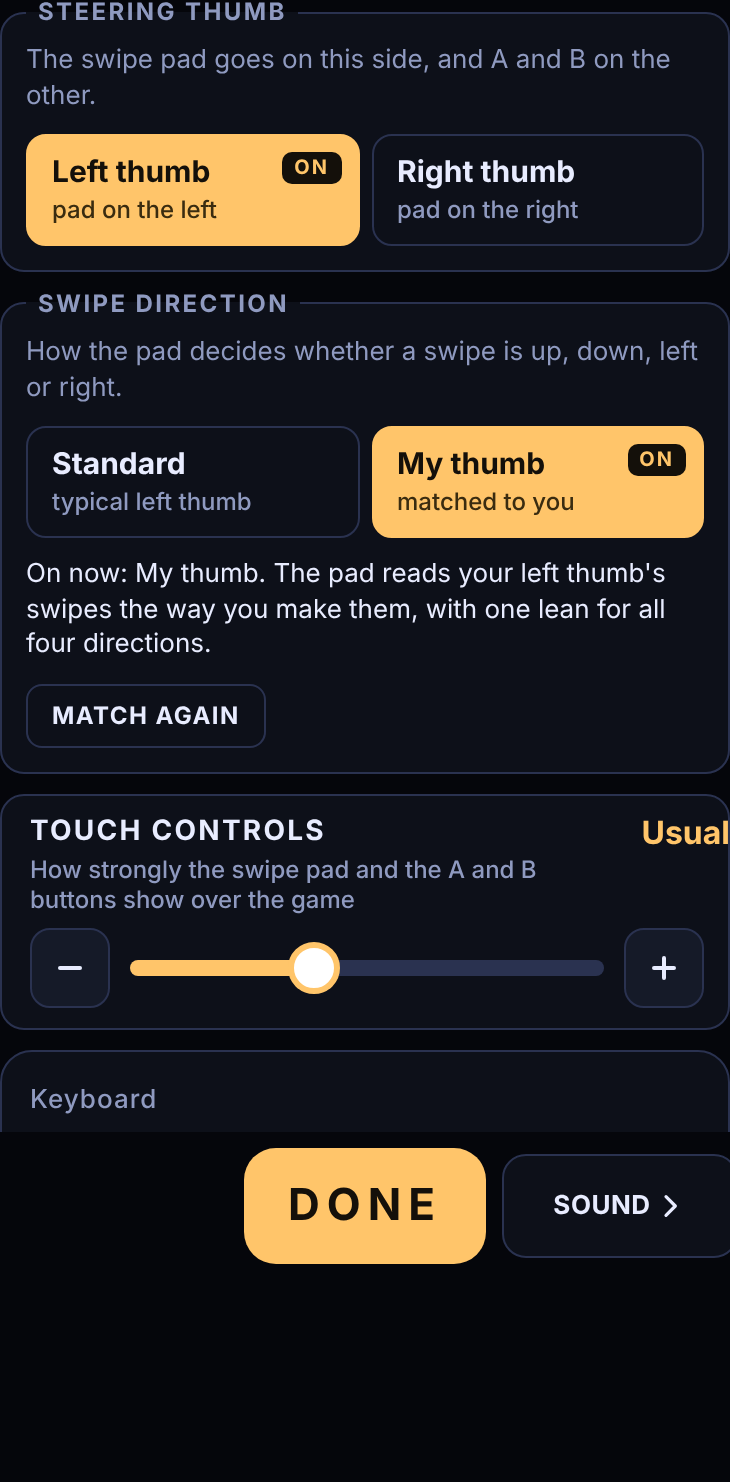 STEERING THUMB
The swipe pad goes on this side, and A and B on the
other.
Left thumb
ON
pad on the left
Right thumb
pad on the right
SWIPE DIRECTION
How the pad decides whether a swipe is up, down, left
or right.
Standard
typical left thumb
My thumb
ON
matched to you
On now: My thumb. The pad reads your left thumb's
swipes the way you make them, with one lean for all
four directions.
MATCH AGAIN
TOUCH CONTROLS
Usual
How strongly the swipe pad and the A and B
buttons show over the game
Keyboard
DONE
SOUND